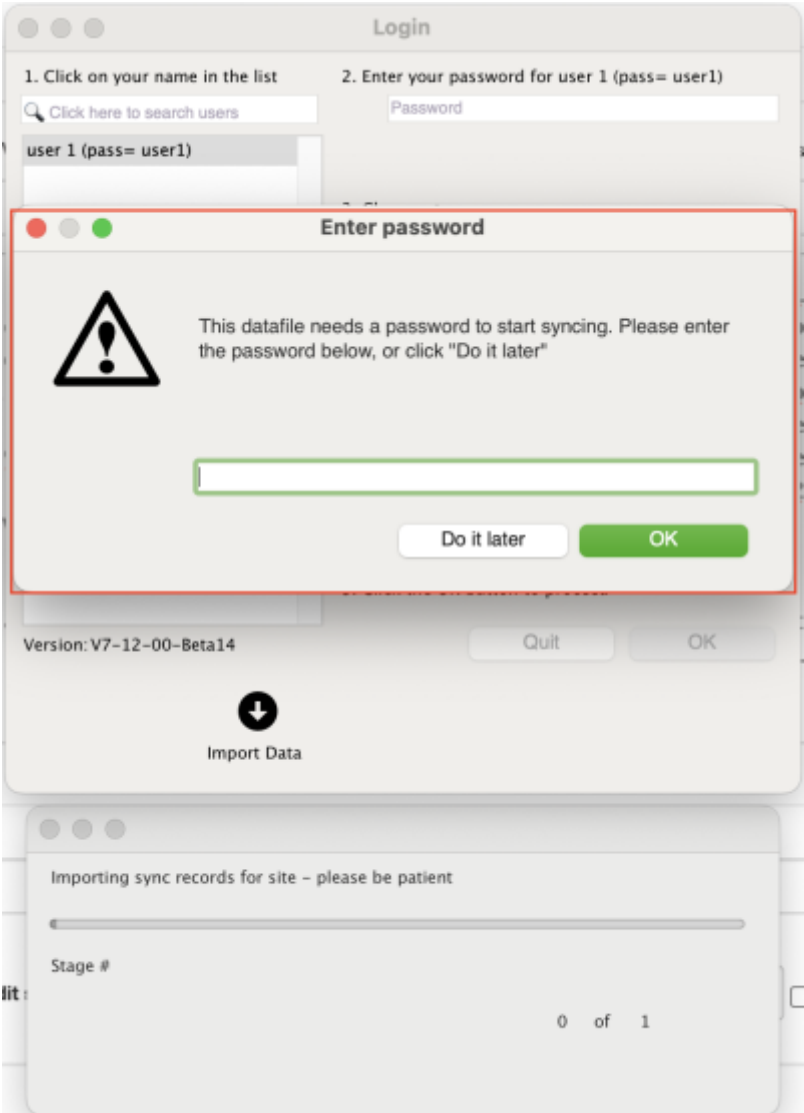 Login
1. Click on your name in the list
2. Enter your password for user 1 (pass= user1)
Click here to search users
Password
user 1 (pass= user1)
Enter password
This datafile needs a password to start syncing. Please enter
the password below, or click "Do it later"
Do it later
OK
Version: V7-12-00-Beta14
Quit
OK
Import Data
Importing sync records for site – please be patient
Stage #
dit
0 of 1